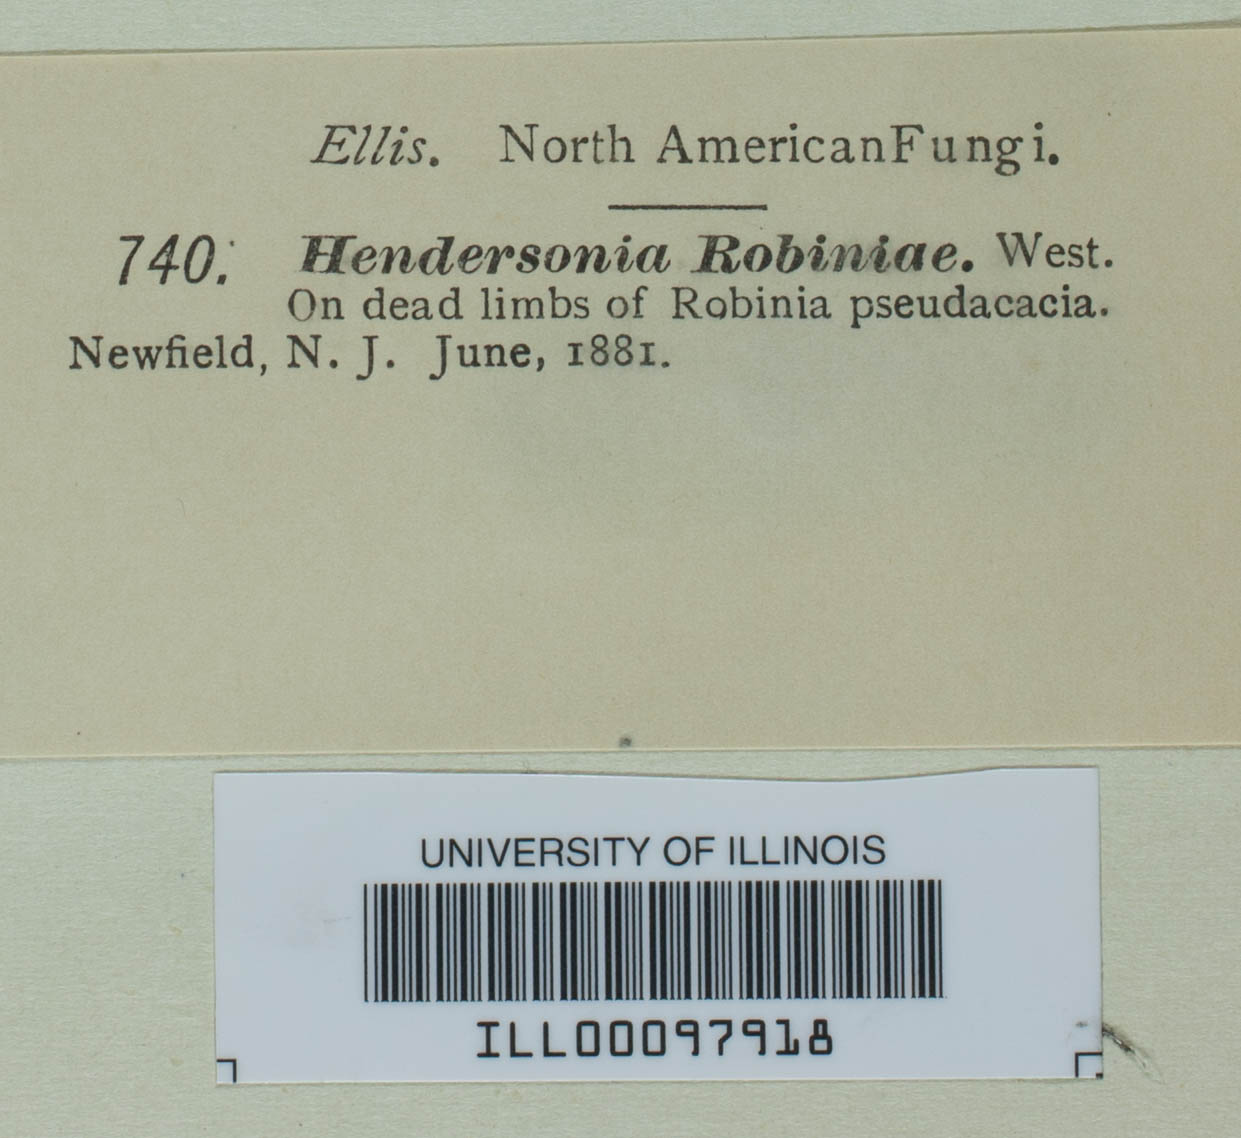 Ellis. North AmericanFungi.
740. Hendersonia Robiniae. West.
On dead limbs of Robinia pseudacacia.
Newfield, N. J. June, 1881.
UNIVERSITY OF ILLINOIS
ILL00097918